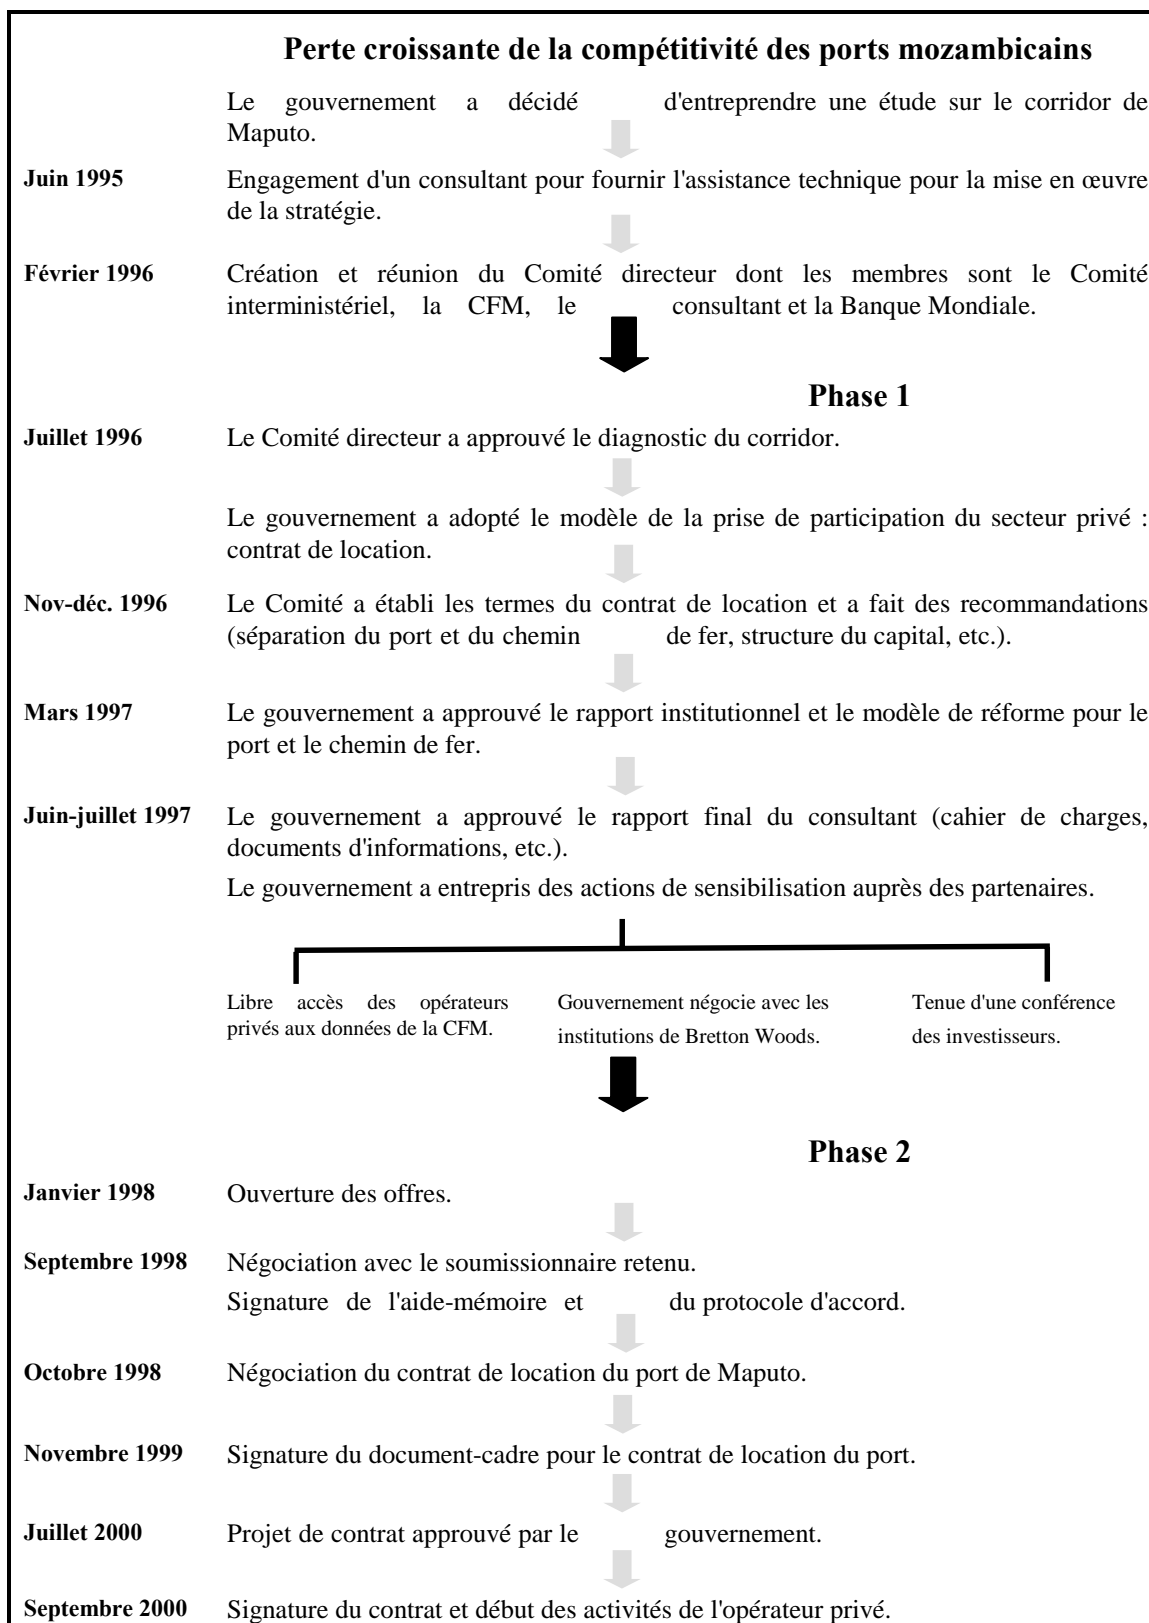 Perte croissante de la compétitivité des ports mozambicains
Le gouvernement a décidé d'entreprendre une étude sur le corridor de
Maputo.
Juin 1995 Engagement d'un consultant pour fournir l'assistance technique pour la mise en œuvre
de la stratégie.
Février 1996 Création et réunion du Comité directeur dont les membres sont le Comité
interministériel, la CFM, le consultant et la Banque Mondiale.
Phase 1
Juillet 1996 Le Comité directeur a approuvé le diagnostic du corridor.
Le gouvernement a adopté le modèle de la prise de participation du secteur privé :
contrat de location.
Nov-déc. 1996 Le Comité a établi les termes du contrat de location et a fait des recommandations
(séparation du port et du chemin de fer, structure du capital, etc.).
Mars 1997 Le gouvernement a approuvé le rapport institutionnel et le modèle de réforme pour le
port et le chemin de fer.
Juin-juillet 1997 Le gouvernement a approuvé le rapport final du consultant (cahier de charges,
documents d'informations, etc.).
Le gouvernement a entrepris des actions de sensibilisation auprès des partenaires.
Libre accès des opérateurs
privés aux données de la CFM.
Gouvernement négocie avec les
institutions de Bretton Woods.
Tenue d'une conférence
des investisseurs.
Phase 2
Janvier 1998 Ouverture des offres.
Septembre 1998 Négociation avec le soumissionnaire retenu.
Signature de l'aide-mémoire et du protocole d'accord.
Octobre 1998 Négociation du contrat de location du port de Maputo.
Novembre 1999 Signature du document-cadre pour le contrat de location du port.
Juillet 2000 Projet de contrat approuvé par le gouvernement.
Septembre 2000 Signature du contrat et début des activités de l'opérateur privé.